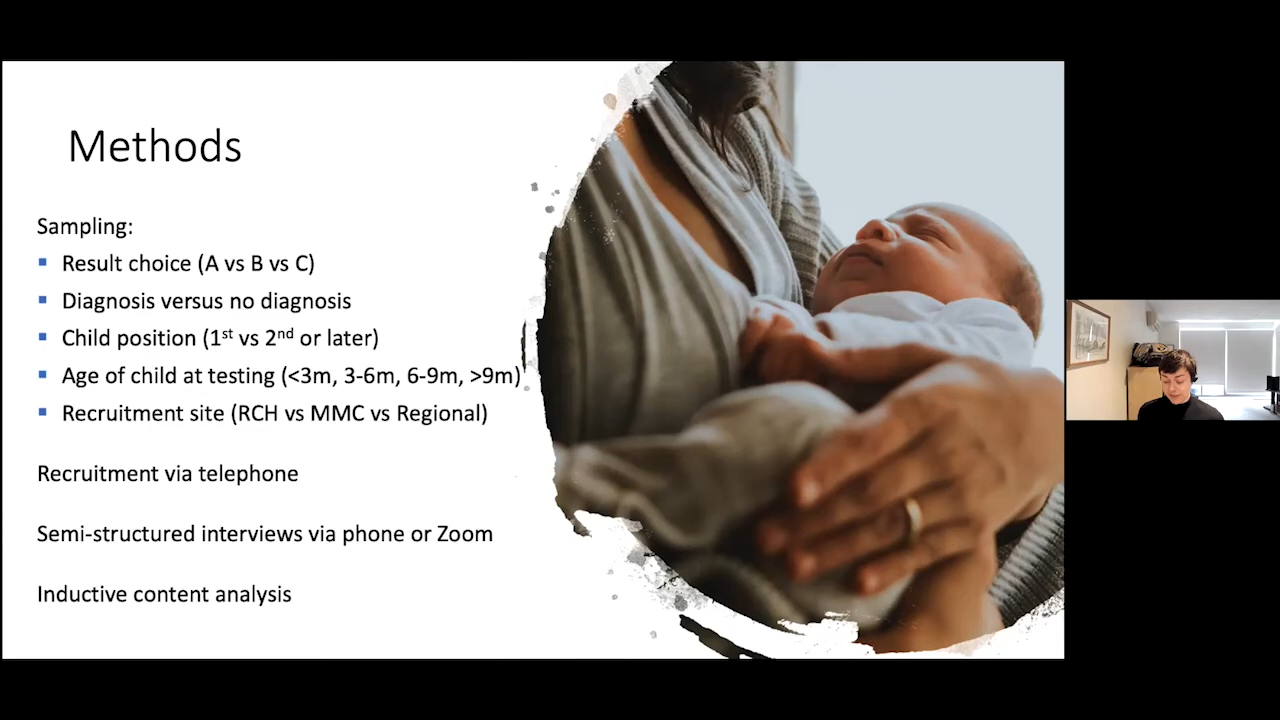 Methods
Sampling:
Result choice (A vs B vs C)
Diagnosis versus no diagnosis
Child position (1st vs 2nd or later)
Age of child at testing (<3m, 3-6m, 6-9m, >9m)
Recruitment site (RCH vs MMC vs Regional)
Recruitment via telephone
Semi-structured interviews via phone or Zoom
Inductive content analysis